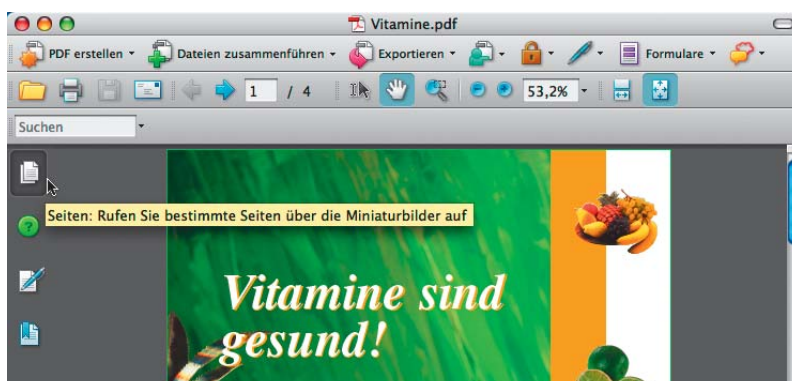 Vitamine.pdf
PDF erstellen Dateien zusammenführen Exportieren Formulare
1 / 4 53,2%
Suchen
Seiten: Rufen Sie bestimmte Seiten über die Miniaturbilder auf
Vitamine sind
gesund!